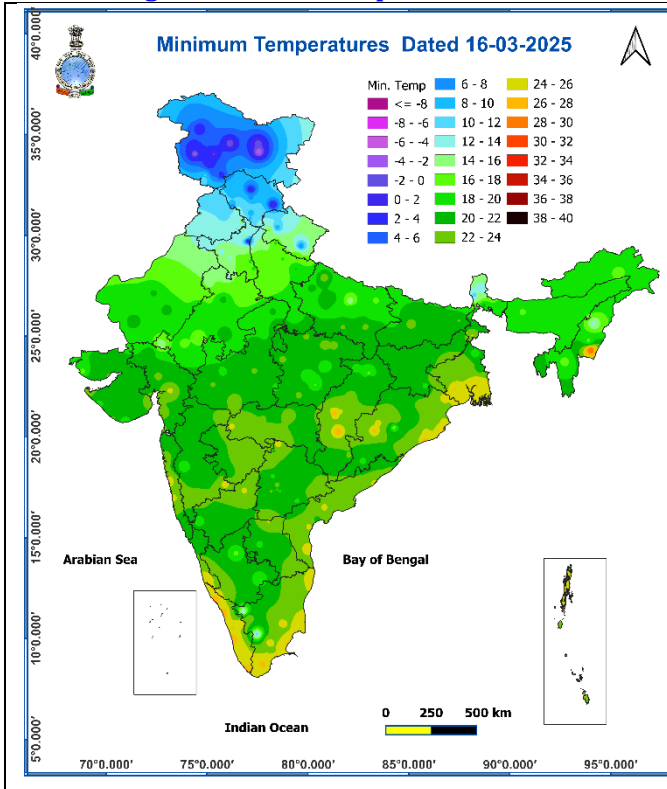 Minimum Temperatures Dated 16-03-2025
Min. Temp
<= -8
-8 - -6
-6 - -4
-4 - -2
-2 - 0
0 - 2
2 - 4
4 - 6
6 - 8
8 - 10
10 - 12
12 - 14
14 - 16
16 - 18
18 - 20
20 - 22
22 - 24
24 - 26
26 - 28
28 - 30
30 - 32
32 - 34
34 - 36
36 - 38
38 - 40
40°0.000'
35°0.000'
30°0.000'
25°0.000'
20°0.000'
15°0.000'
10°0.000'
5°0.000'
Arabian Sea
Bay of Bengal
Indian Ocean
0 250 500 km
70°0.000' 75°0.000' 80°0.000' 85°0.000' 90°0.000' 95°0.000'